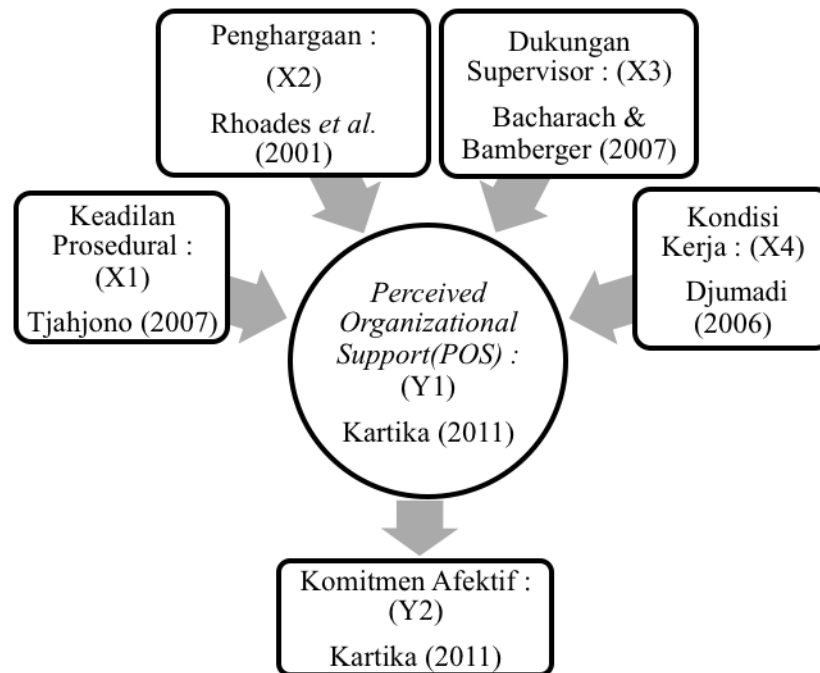 Penghargaan :
(X2)
Rhoades et al.
(2001)
Dukungan
Supervisor : (X3)
Bacharach &
Bamberger (2007)
Keadilan
Prosedural :
(X1)
Tjahjono (2007)
Kondisi
Kerja : (X4)
Djumadi
(2006)
Perceived
Organizational
Support(POS) :
(Y1)
Kartika (2011)
Komitmen Afektif :
(Y2)
Kartika (2011)